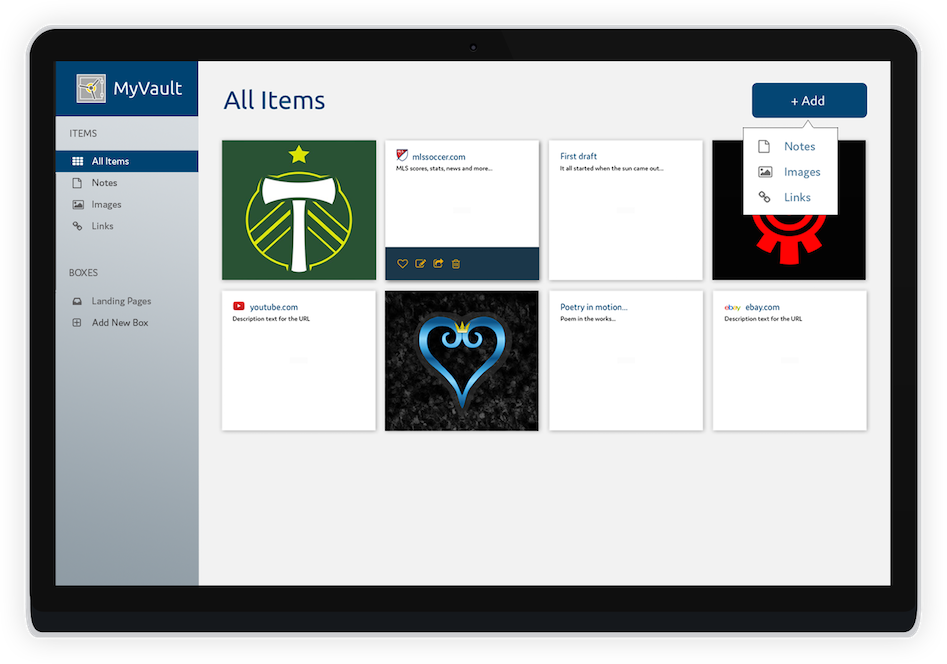 MyVault
All Items
+ Add
ITEMS
All Items
Notes
Images
Links
BOXES
Landing Pages
Add New Box
Notes
Images
Links
mlssoccer.com
MLS scores, stats, news and more...
First draft
It all started when the sun came out...
youtube.com
Description text for the URL
Poetry in motion...
Poem in the works...
ebay ebay.com
Description text for the URL